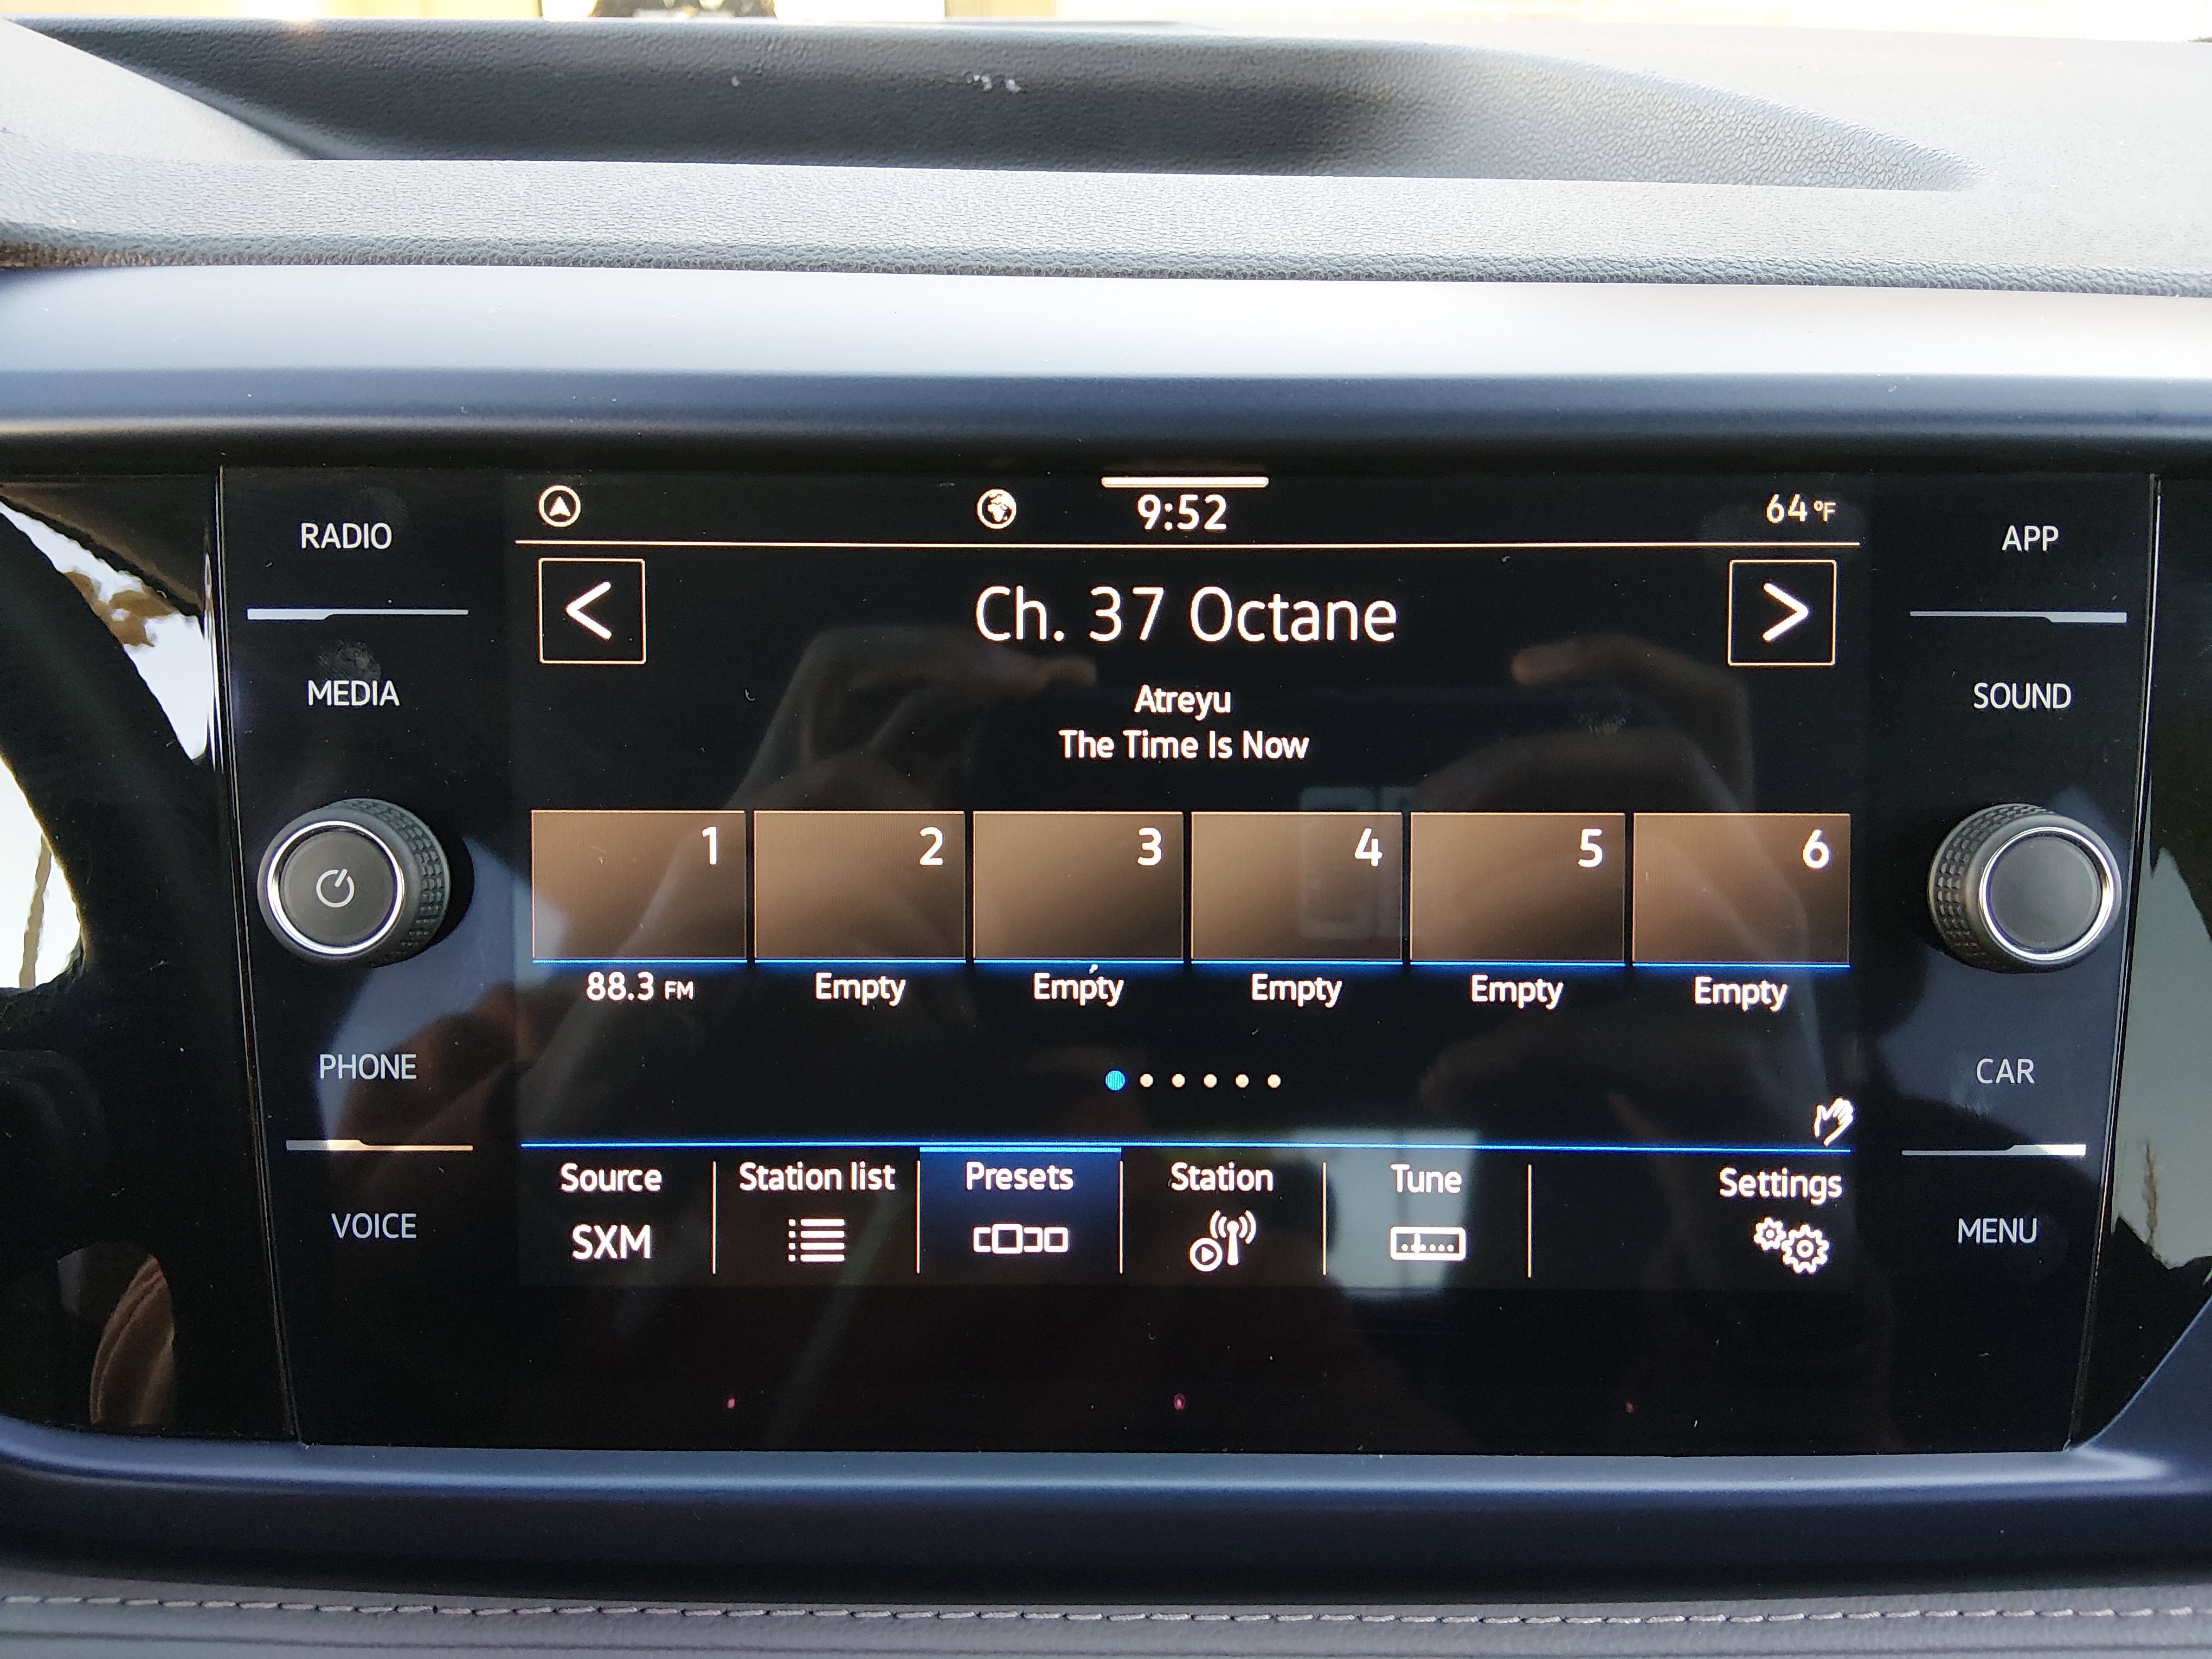 RADIO
MEDIA
PHONE
VOICE
9:52
64 °F
<
Ch. 37 Octane
>
Atreyu
The Time Is Now
1
2
3
4
5
6
88.3 FM
Empty
Empty
Empty
Empty
Empty
Source
SXM
Station list
Presets
Station
Tune
Settings
APP
SOUND
CAR
MENU